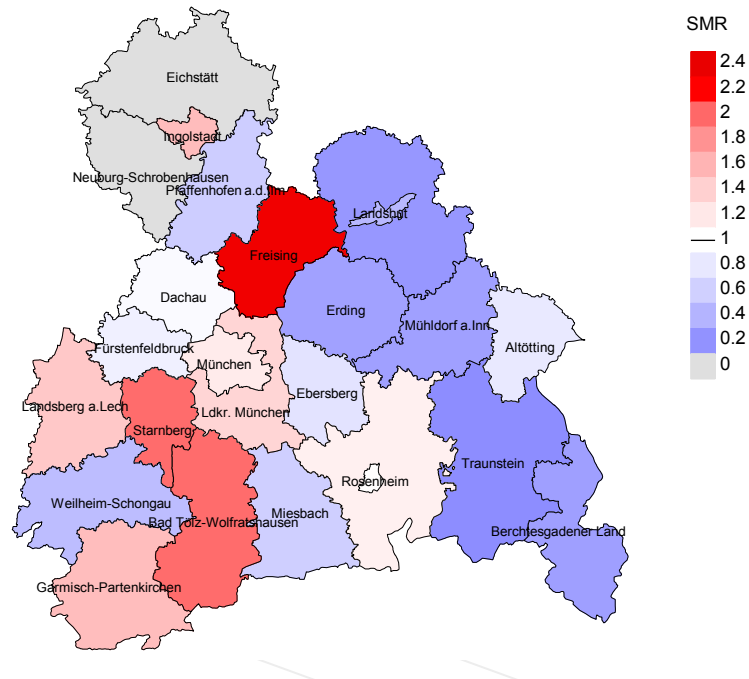 SMR
2.4
2.2
2
1.8
1.6
1.4
1.2
1
0.8
0.6
0.4
0.2
0
Eichstätt
Ingolstadt
Neuburg-Schrobenhausen
Pfaffenhofen a.d.Ilm
Landshut
Freising
Dachau
Erding
Mühldorf a.Inn
Altötting
Fürstenfeldbruck
München
Ebersberg
Landsberg a.Lech
Ldkr. München
Starnberg
Traunstein
Rosenheim
Weilheim-Schongau
Miesbach
Bad Tölz-Wolfratshausen
Berchtesgadener Land
Garmisch-Partenkirchen